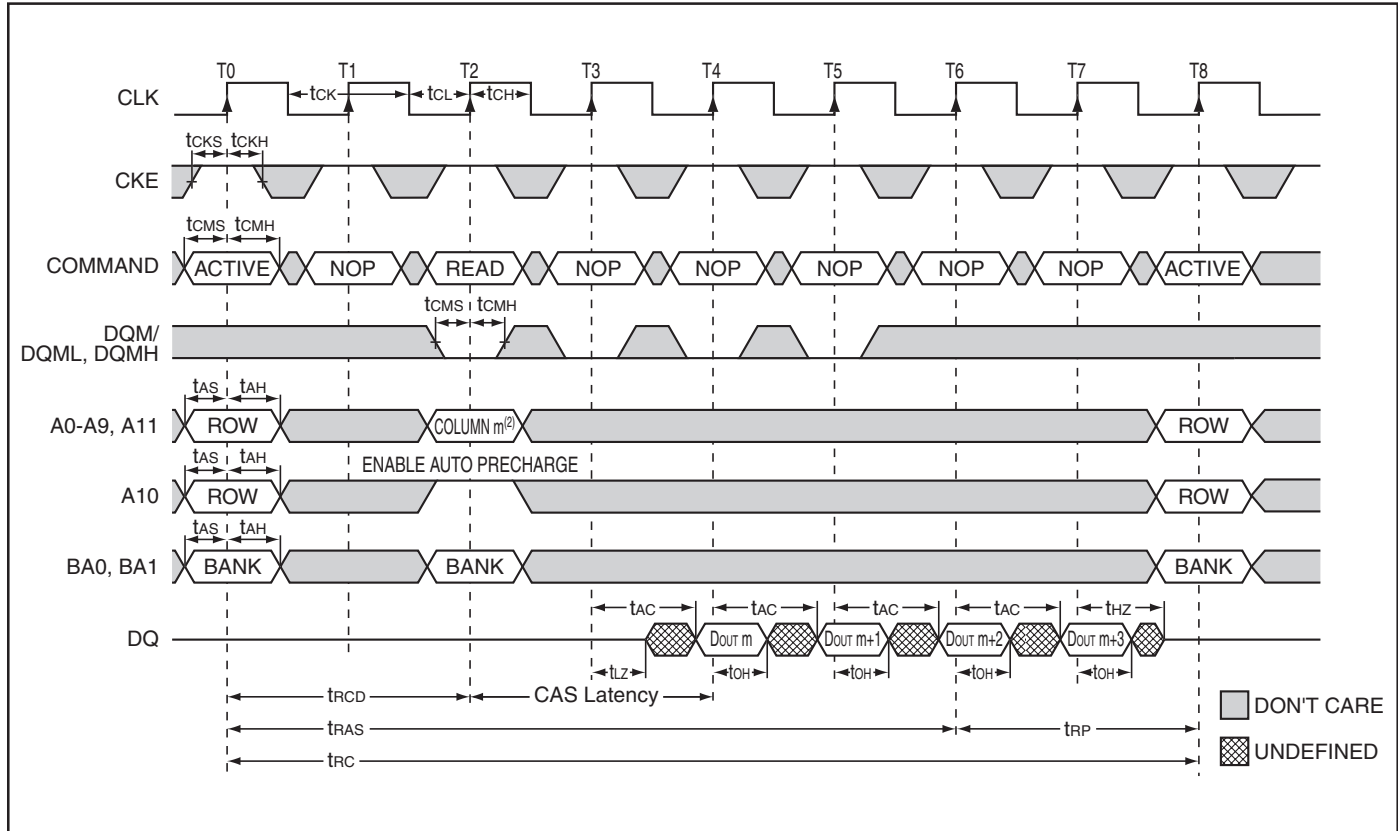 T0 T1 T2 T3 T4 T5 T6 T7 T8
CLK tCK tCL tCH
tCKS tCKH
CKE
tCMS tCMH
COMMAND ACTIVE NOP READ NOP NOP NOP NOP NOP ACTIVE
tCMS tCMH
DQM/
DQML, DQMH
tAS tAH
A0-A9, A11 ROW COLUMN m(2) ROW
tAS tAH ENABLE AUTO PRECHARGE
A10 ROW ROW
tAS tAH
BA0, BA1 BANK BANK BANK
tAC tAC tAC tAC tHZ
DQ DOUT m DOUT m+1 DOUT m+2 DOUT m+3
tLZ tOH tOH tOH tOH
tRCD CAS Latency
DON'T CARE
tRAS tRP
UNDEFINED
tRC